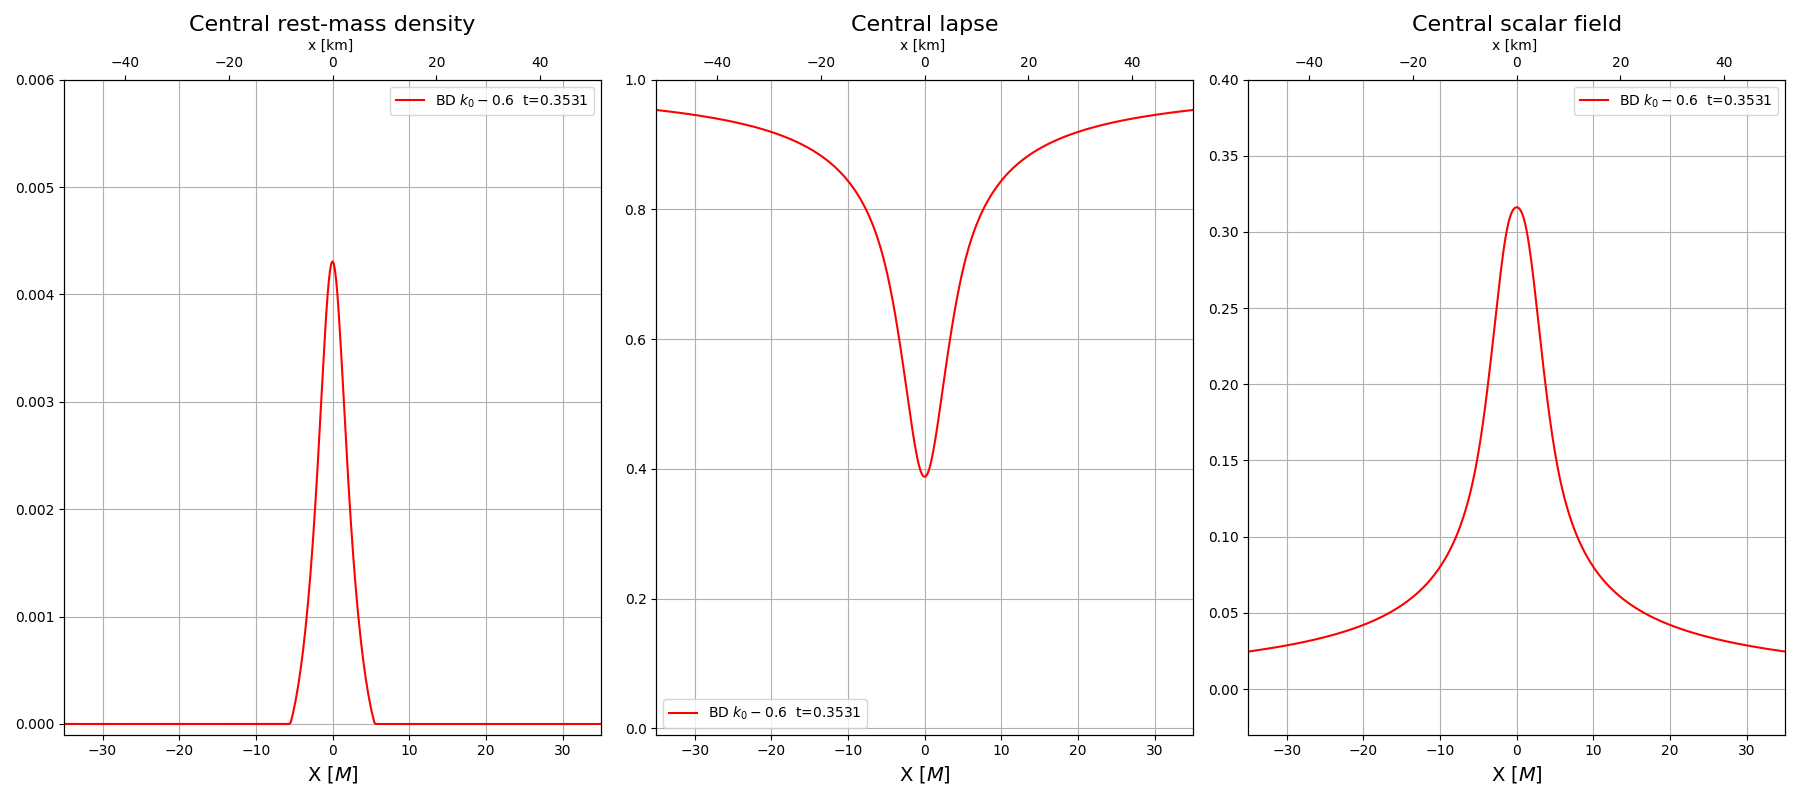 Central rest-mass density
x [km]
−40 −20 0 20 40
0.006
0.005
0.004
0.003
0.002
0.001
0.000
BD k₀ − 0.6 t=0.3531
−30 −20 −10 0 10 20 30
X [M]
Central lapse
x [km]
−40 −20 0 20 40
1.0
0.8
0.6
0.4
0.2
0.0
BD k₀ − 0.6 t=0.3531
−30 −20 −10 0 10 20 30
X [M]
Central scalar field
x [km]
−40 −20 0 20 40
0.40
0.35
0.30
0.25
0.20
0.15
0.10
0.05
0.00
BD k₀ − 0.6 t=0.3531
−30 −20 −10 0 10 20 30
X [M]